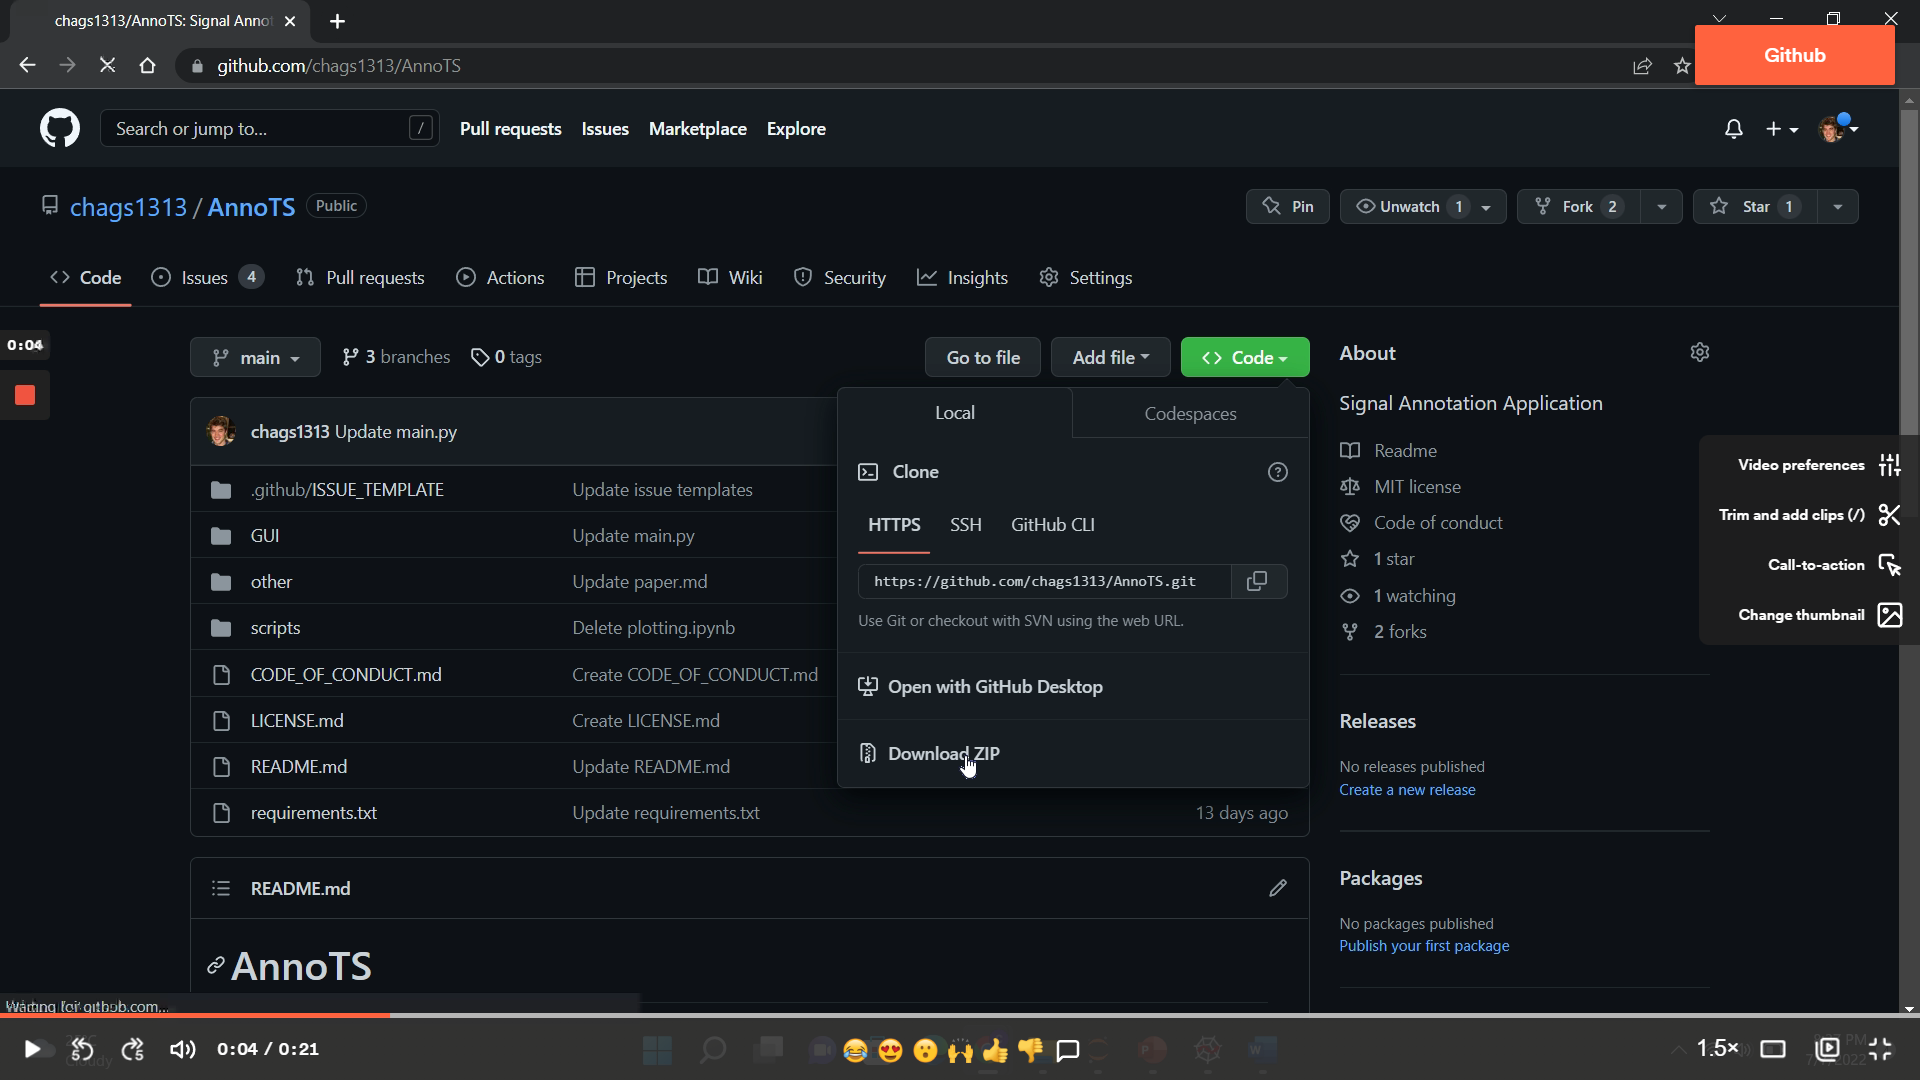 chags1313/AnnoTS: Signal Anno
Github
github.com/chags1313/AnnoTS
Search or jump to...
/
Pull requests
Issues
Marketplace
Explore
chags1313 / AnnoTS
Public
Pin
Unwatch 1
Fork 2
Star 1
Code
Issues 4
Pull requests
Actions
Projects
Wiki
Security
Insights
Settings
0:04
main
3 branches
0 tags
Go to file
Add file
Code
About
Signal Annotation Application
Local
Codespaces
chags1313 Update main.py
Readme
Clone
Video preferences
.github/ISSUE_TEMPLATE
Update issue templates
MIT license
HTTPS
SSH
GitHub CLI
Code of conduct
Trim and add clips (/)
GUI
Update main.py
1 star
Call-to-action
other
Update paper.md
https://github.com/chags1313/AnnoTS.git
1 watching
Use Git or checkout with SVN using the web URL.
Change thumbnail
scripts
Delete plotting.ipynb
2 forks
CODE_OF_CONDUCT.md
Create CODE_OF_CONDUCT.md
Open with GitHub Desktop
LICENSE.md
Create LICENSE.md
Releases
Download ZIP
README.md
Update README.md
No releases published
Create a new release
requirements.txt
Update requirements.txt
13 days ago
README.md
Packages
No packages published
Publish your first package
AnnoTS
Waiting for github.com...
0:04 / 0:21
1.5×